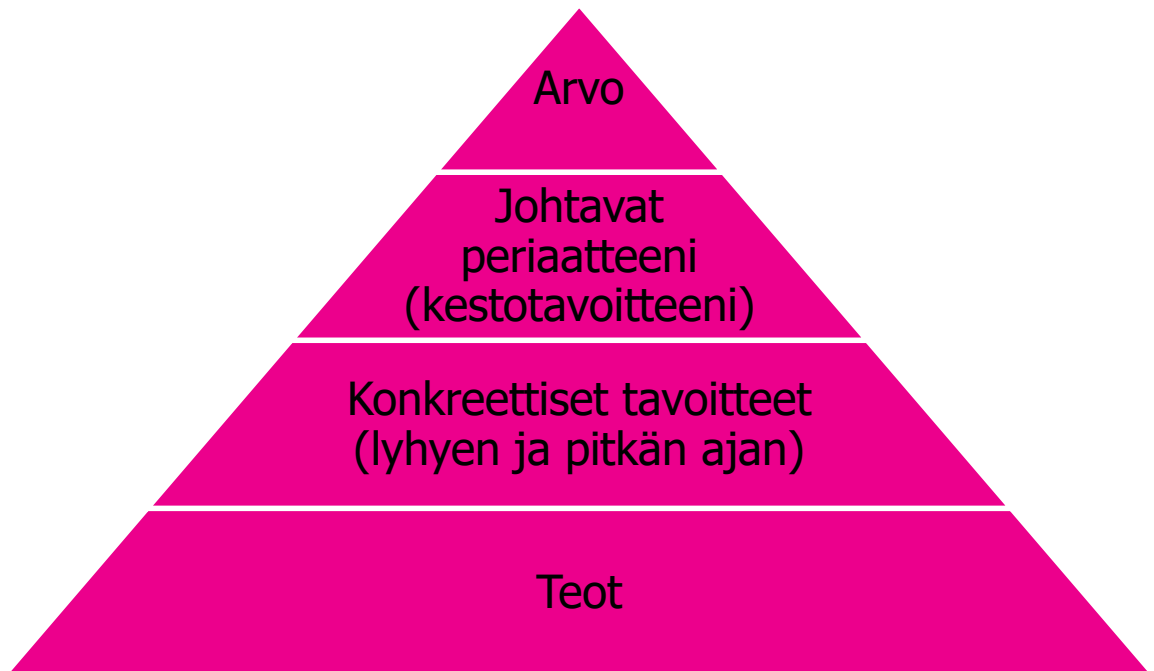 Arvo
Johtavat
periaatteeni
(kestotavoitteeni)
Konkreettiset tavoitteet
(lyhyen ja pitkän ajan)
Teot